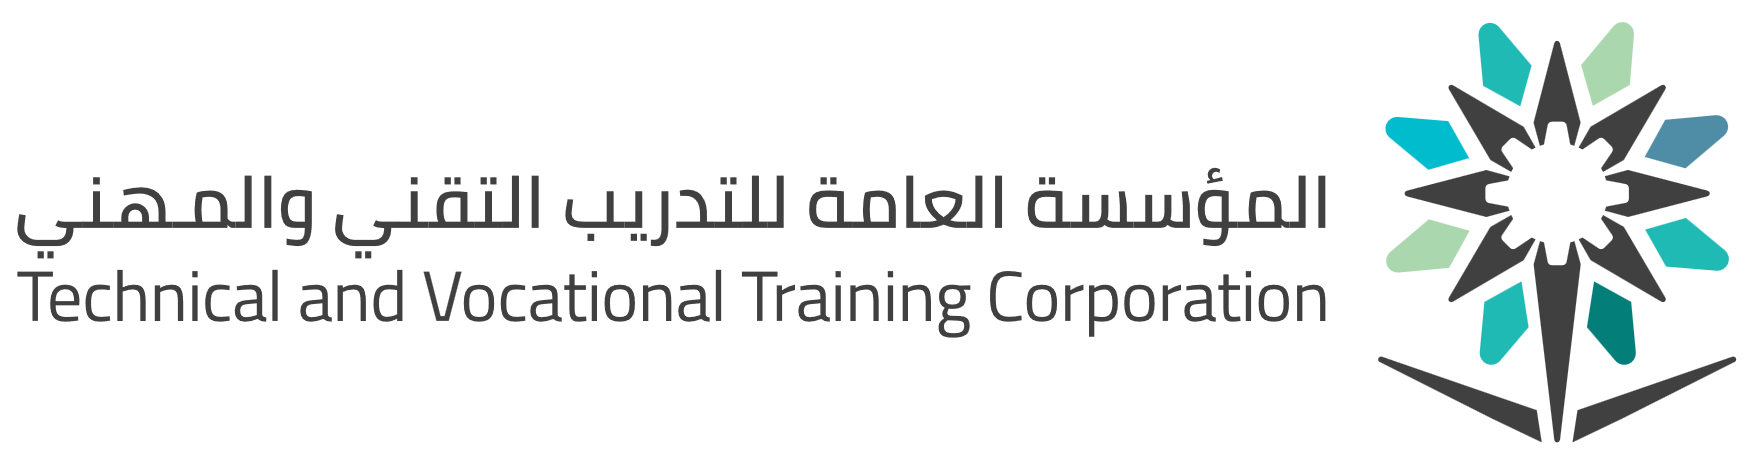 المؤسسة العامة للتدريب التقني والمهني
Technical and Vocational Training Corporation